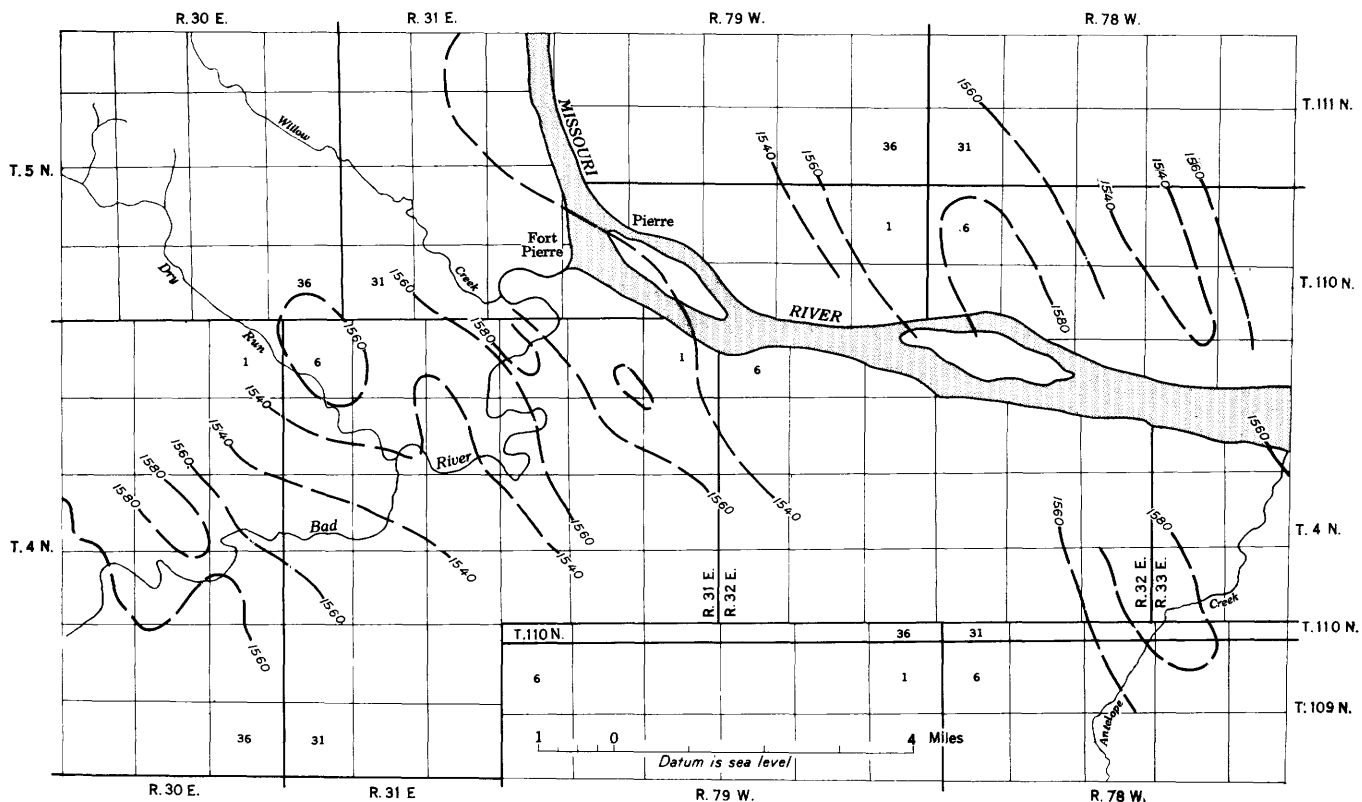 R. 30 E.
R. 31 E.
R. 79 W.
R. 78 W.
T. 111 N.
T. 5 N.
Willow
MISSOURI
36
31
1560
1540
1560
1540
1540
1560
Pierre
Fort
Pierre
1
6
T. 110 N.
Dry
Creek
36
31
1560
1580
RIVER
1580
Run
1
6
1560
1580
1
6
1540
1540
1560
1580
1580
River
1560
1560
1540
1560
1580
Bad
T. 4 N.
1540
1540
1560
T. 4 N.
1560
1560
R. 31 E.
R. 32 E.
R. 32 E.
R. 33 E.
Creek
T. 110 N.
36
31
T. 110 N.
6
1
6
Antelope
T. 109 N.
36
31
1 0 4 Miles
Datum is sea level
R. 30 E.
R. 31 E
R. 79 W.
R. 78 W.